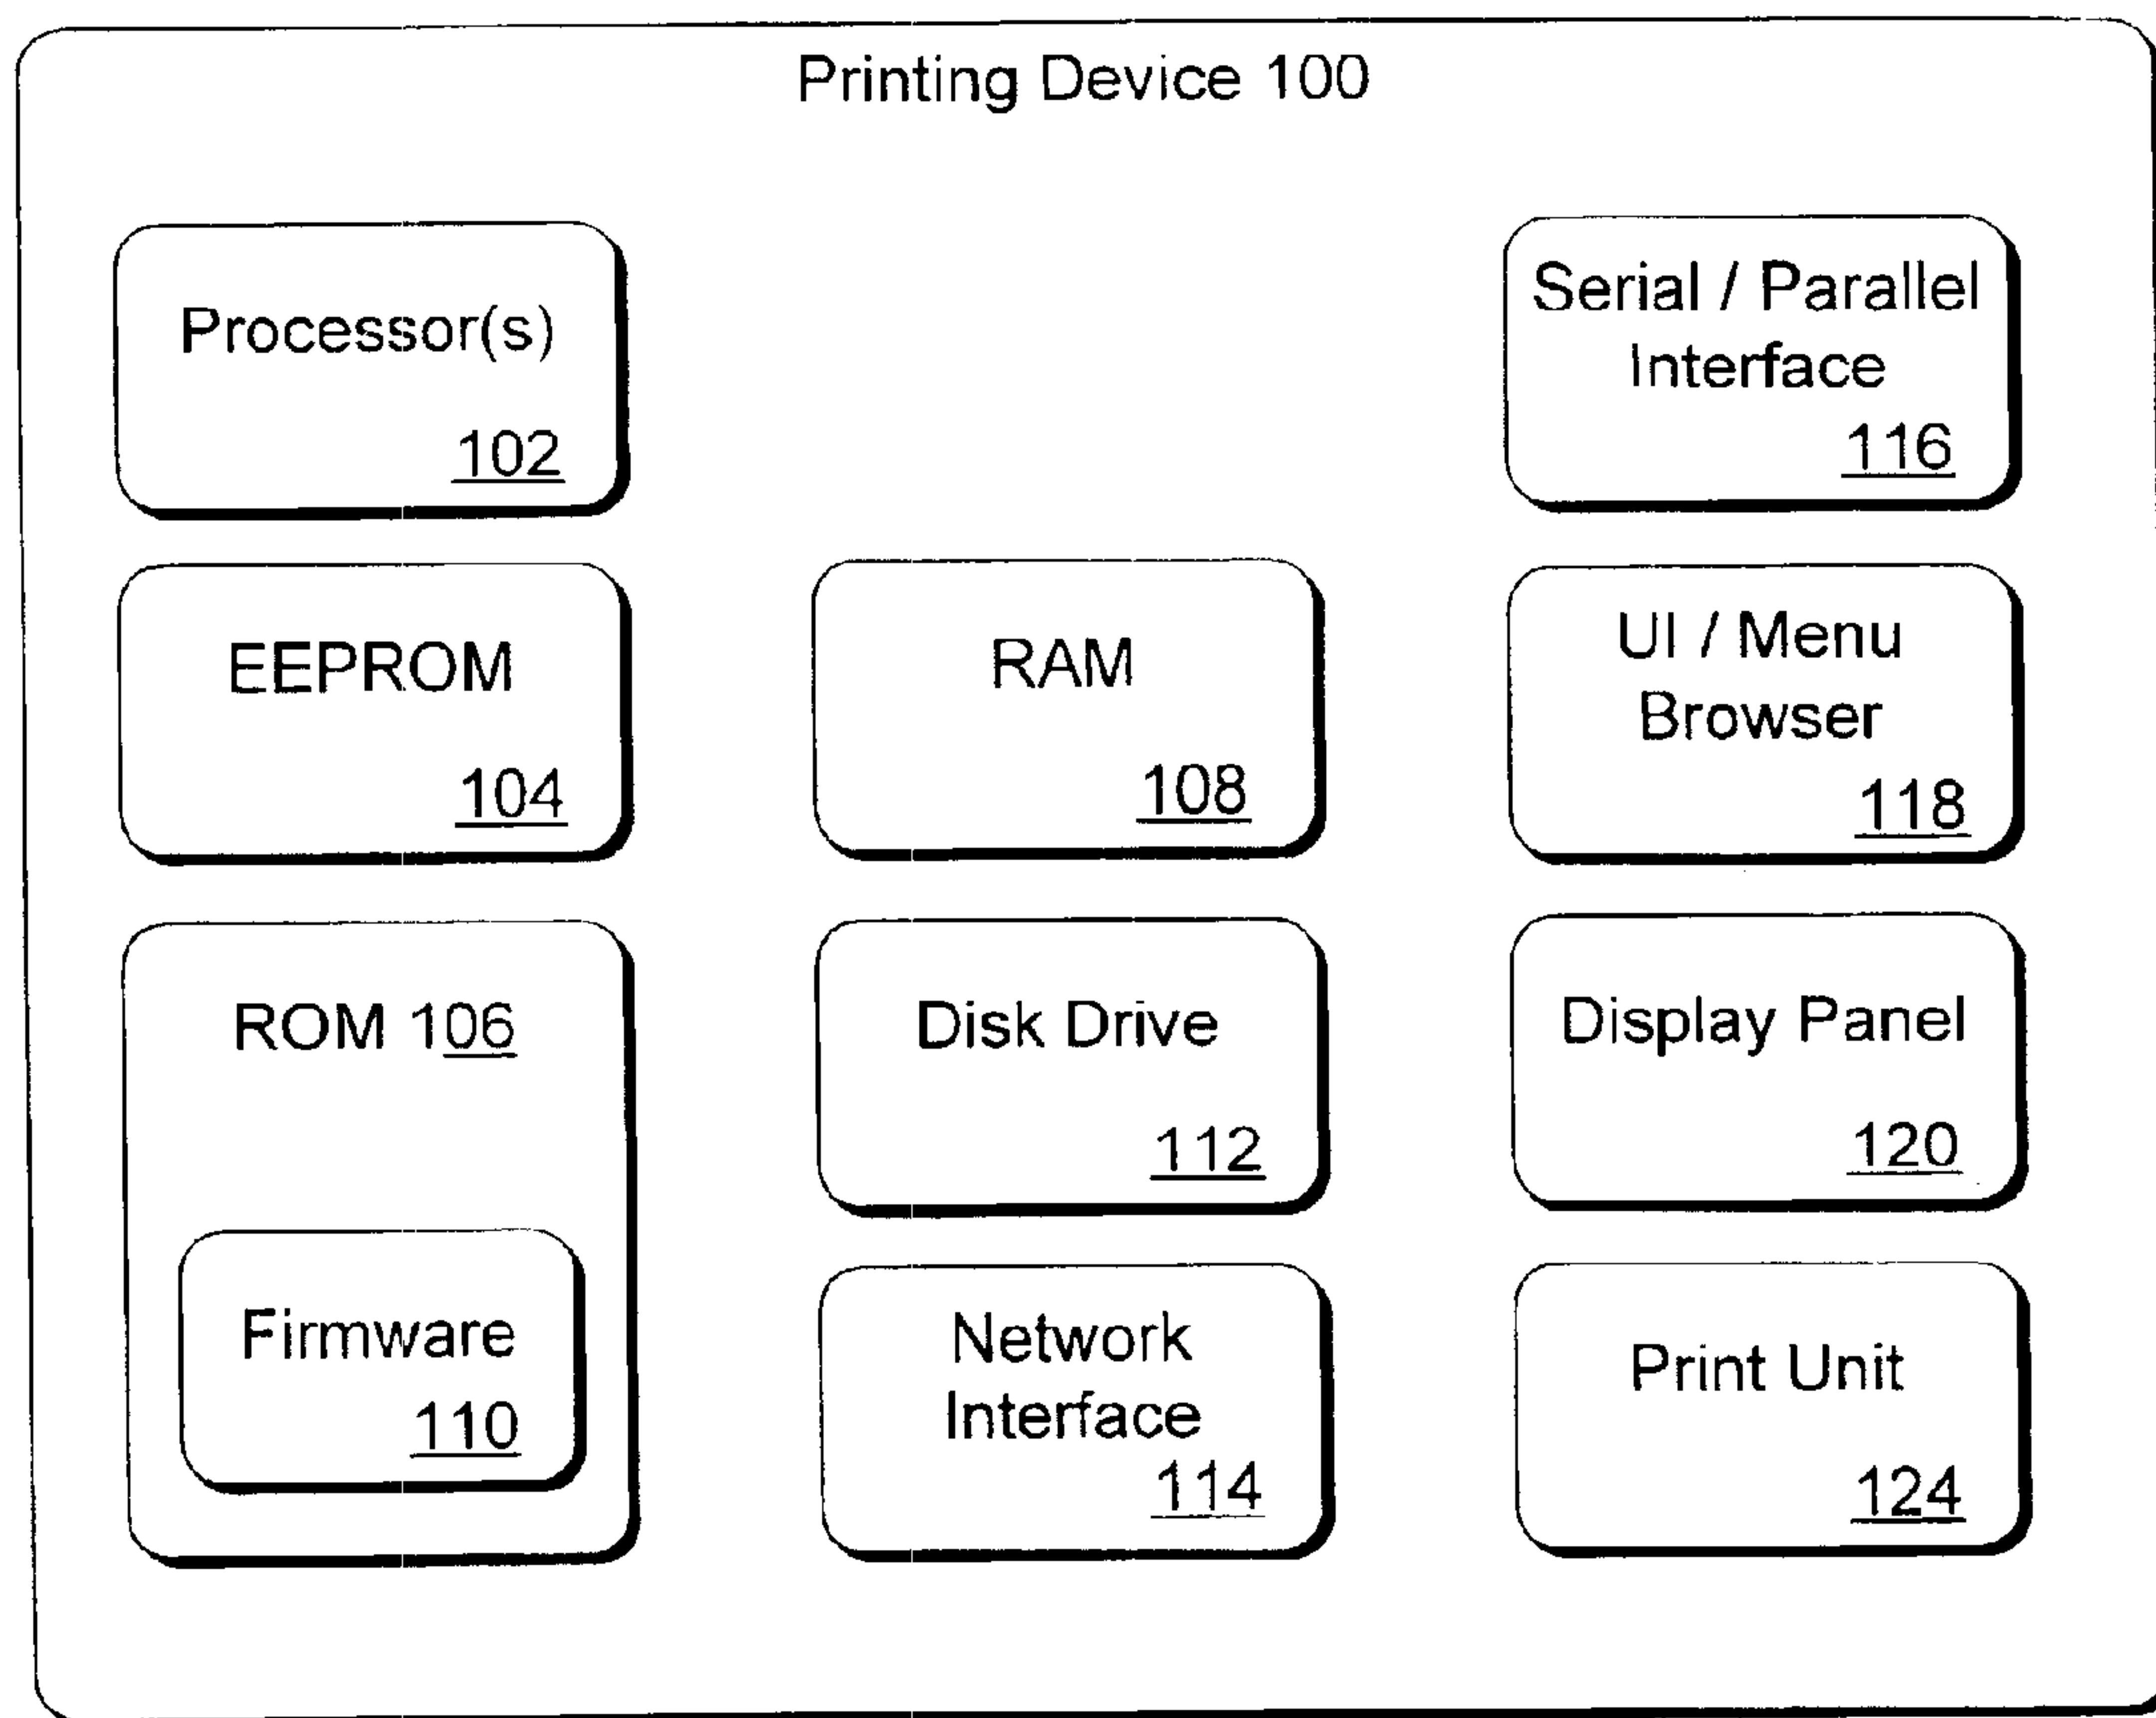 Printing Device 100
Processor(s)
102
Serial / Parallel
Interface
116
EEPROM
104
RAM
108
UI / Menu
Browser
118
ROM 106
Disk Drive
112
Display Panel
120
Firmware
110
Network
Interface
114
Print Unit
124